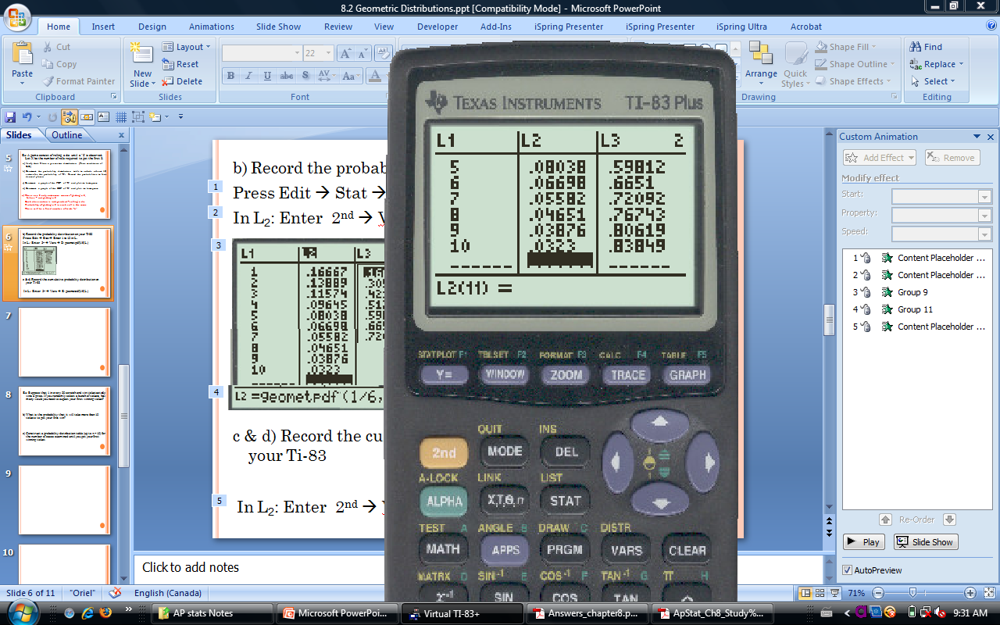 8.2 Geometric Distributions.ppt [Compatibility Mode] - Microsoft PowerPoint
Home Insert Design Animations Slide Show Review View Developer Add-Ins iSpring Presenter iSpring Presenter iSpring Ultra Acrobat
Paste
Cut
Copy
Format Painter
Clipboard
New Slide
Layout
Reset
Delete
Slides
22
B I U abc S AV Aa A
Font
Arrange
Quick Styles
Shape Fill
Shape Outline
Shape Effects
Drawing
Find
Replace
Select
Editing
Slides Outline x
5
6
7
8
9
10
b) Record the probab
1
Press Edit → Stat →
2
In L2: Enter 2nd →
3
L1 L2 L3
1 .16667
2 .13889
3 .11574
4 .09645
5 .08038
6 .06698
7 .05582
8 .04651
9 .03876
10 .0323
4
L2 =geometpdf(1/6,
c & d) Record the cu
your Ti-83
5
In L2: Enter 2nd →
TEXAS INSTRUMENTS TI-83 Plus
L1 L2 L3 2
5 .08038 .59812
6 .06698 .6651
7 .05582 .72092
8 .04651 .76743
9 .03876 .80619
10 .0323 .83849
------ ------
L2(11) =
STATPLOT F1 TBLSET F2 FORMAT F3 CALC F4 TABLE F5
Y= WINDOW ZOOM TRACE GRAPH
QUIT INS
2nd MODE DEL
A-LOCK LINK LIST
ALPHA X,T,Θ,n STAT
TEST A ANGLE B DRAW C DISTR
MATH APPS PRGM VARS CLEAR
MATRX D SIN-1 E COS-1 F TAN-1 G π H
x-1 SIN COS TAN ^
Custom Animation
Add Effect Remove
Modify effect
Start:
Property:
Speed:
1 Content Placeholder ...
2 Content Placeholder ...
3 Group 9
4 Group 11
5 Content Placeholder ...
Re-Order
Play Slide Show
AutoPreview
Click to add notes
Slide 6 of 11 "Oriel" English (Canada) 71%
AP stats Notes Microsoft PowerPoi... Virtual TI-83+ Answers_chapter8.p... ApStat_Ch8_Study%... 9:31 AM